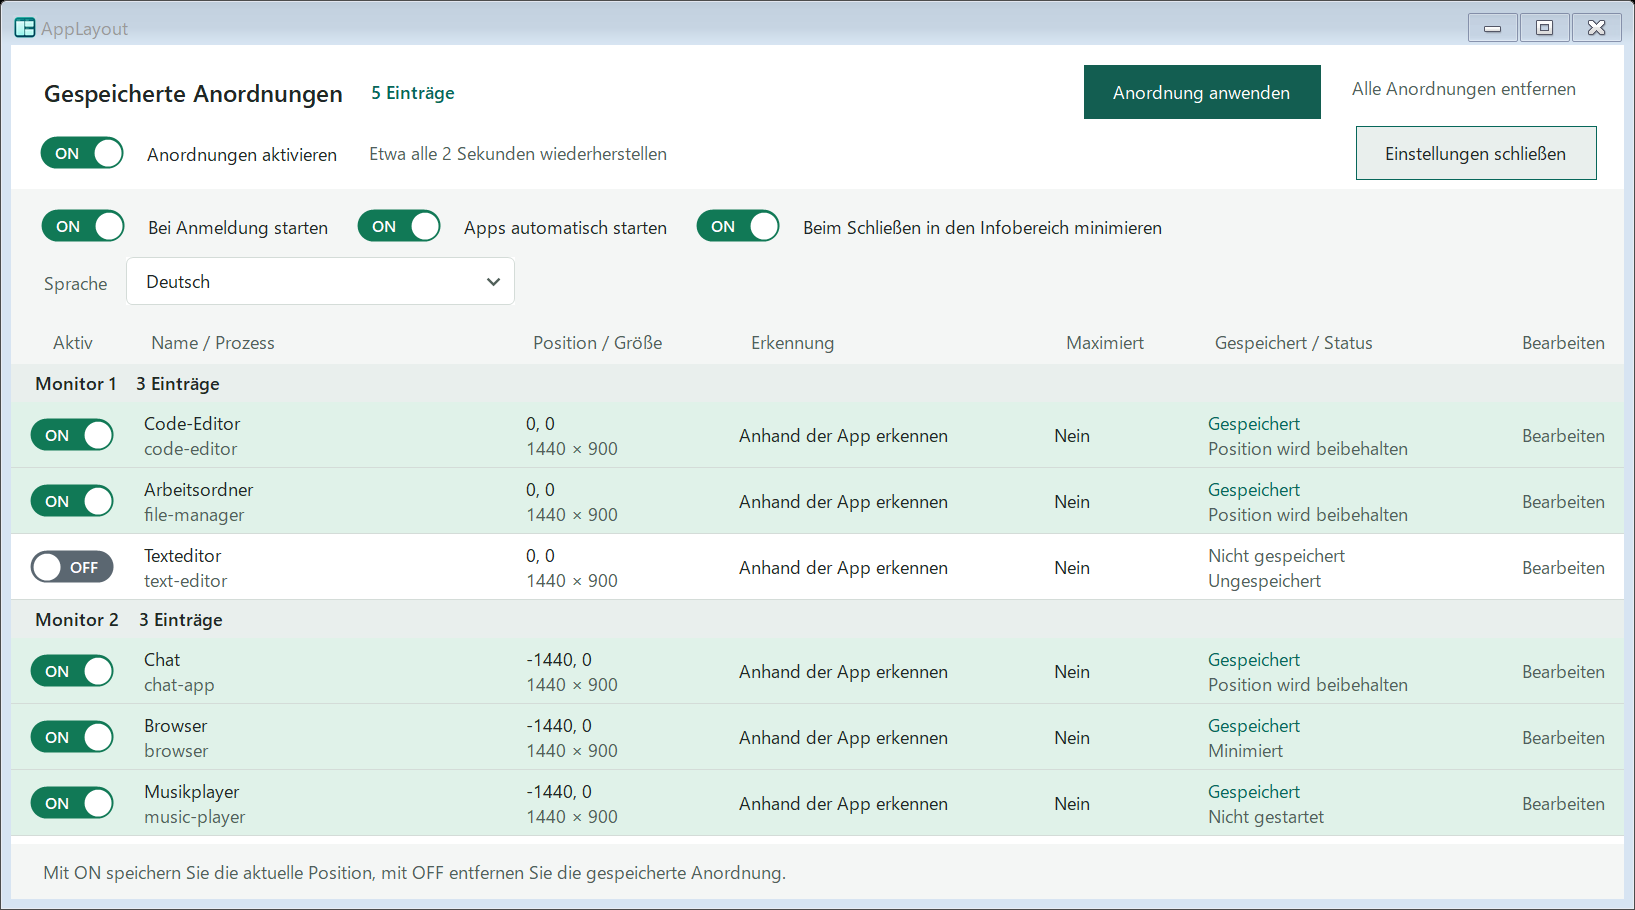 AppLayout
Gespeicherte Anordnungen 5 Einträge
Anordnung anwenden
Alle Anordnungen entfernen
ON Anordnungen aktivieren Etwa alle 2 Sekunden wiederherstellen
Einstellungen schließen
ON Bei Anmeldung starten ON Apps automatisch starten ON Beim Schließen in den Infobereich minimieren
Sprache Deutsch
Aktiv Name / Prozess Position / Größe Erkennung Maximiert Gespeichert / Status Bearbeiten
Monitor 1 3 Einträge
Code-Editor 0, 0 Gespeichert
ON Anhand der App erkennen Nein Bearbeiten
code-editor 1440 × 900 Position wird beibehalten
Arbeitsordner 0, 0 Gespeichert
ON Anhand der App erkennen Nein Bearbeiten
file-manager 1440 × 900 Position wird beibehalten
Texteditor 0, 0 Nicht gespeichert
OFF Anhand der App erkennen Nein Bearbeiten
text-editor 1440 × 900 Ungespeichert
Monitor 2 3 Einträge
Chat -1440, 0 Gespeichert
ON Anhand der App erkennen Nein Bearbeiten
chat-app 1440 × 900 Position wird beibehalten
Browser -1440, 0 Gespeichert
ON Anhand der App erkennen Nein Bearbeiten
browser 1440 × 900 Minimiert
Musikplayer -1440, 0 Gespeichert
ON Anhand der App erkennen Nein Bearbeiten
music-player 1440 × 900 Nicht gestartet
Mit ON speichern Sie die aktuelle Position, mit OFF entfernen Sie die gespeicherte Anordnung.